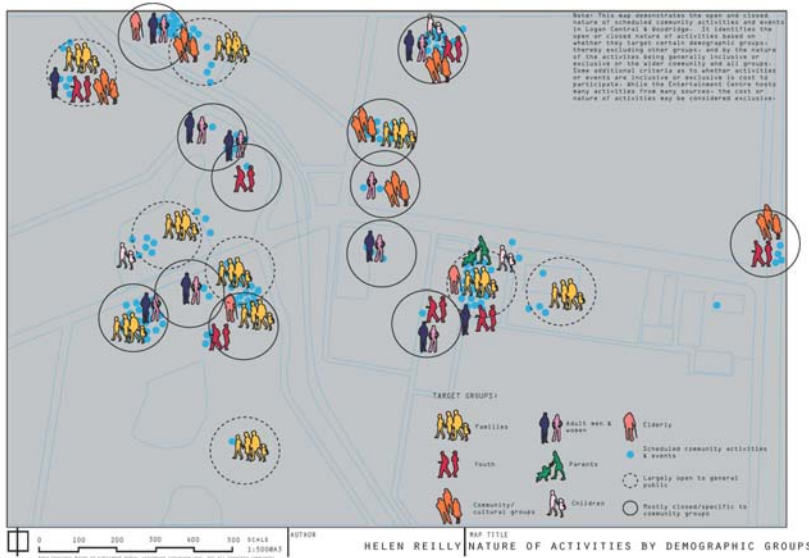 Note: This map demonstrates the open and closed
nature of scheduled community activities and events
in Logan Central & Woodridge. It identifies the
open or closed nature of activities based on
whether they target certain demographic groups,
thereby excluding other groups, and by the nature
of the activites being generally inclusive or
exclusive on the wider community and all groups.
Some additional criteria as to whether activities
or events are inclusive or exclusive is cost to
participate. While the Entertainment Centre hosts
many activities from many sources, the cost or
nature of activities may be considered exclusive.
TARGET GROUPS:
Families
Adult men &
women
Elderly
Youth
Parents
Scheduled community activities
& events
Largely open to general
public
Community/
cultural groups
Children
Mostly closed/specific to
community groups
0 100 200 300 400 500 SCALE
1:5000@A3
AUTHOR
HELEN REILLY
MAP TITLE
NATURE OF ACTIVITIES BY DEMOGRAPHIC GROUPS